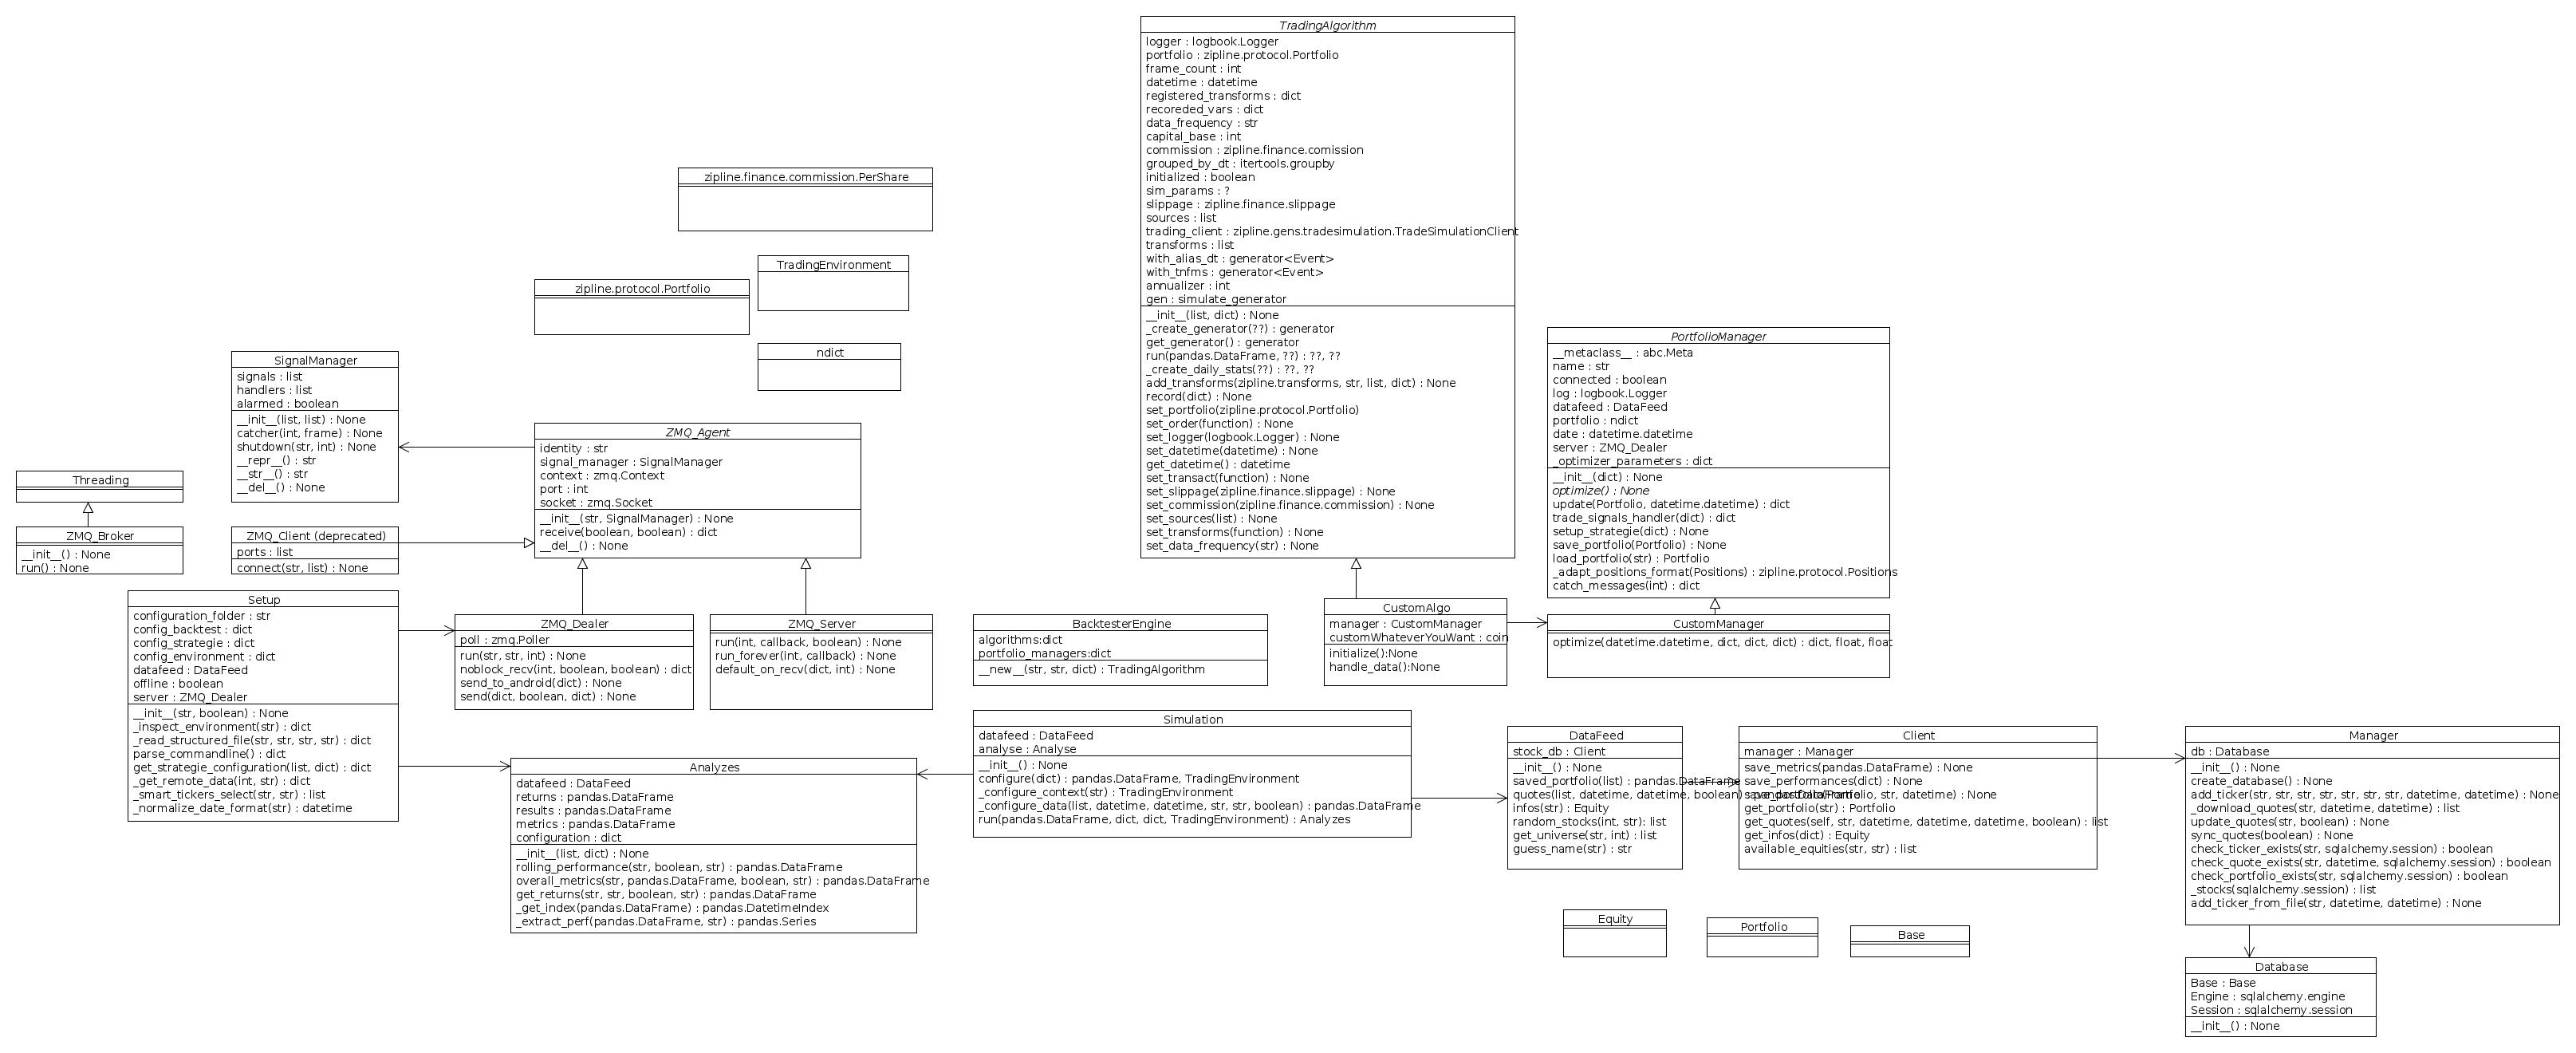 TradingAlgorithm
logger : logbook.Logger
portfolio : zipline.protocol.Portfolio
frame_count : int
datetime : datetime
registered_transforms : dict
recoreded_vars : dict
data_frequency : str
capital_base : int
commission : zipline.finance.comission
grouped_by_dt : itertools.groupby
initialized : boolean
sim_params : ?
slippage : zipline.finance.slippage
sources : list
trading_client : zipline.gens.tradesimulation.TradeSimulationClient
transforms : list
with_alias_dt : generator<Event>
with_tnfms : generator<Event>
annualizer : int
gen : simulate_generator
__init__(list, dict) : None
_create_generator(??) : generator
get_generator() : generator
run(pandas.DataFrame, ??) : ??, ??
_create_daily_stats(??) : ??, ??
add_transforms(zipline.transforms, str, list, dict) : None
record(dict) : None
set_portfolio(zipline.protocol.Portfolio)
set_order(function) : None
set_logger(logbook.Logger) : None
set_datetime(datetime) : None
get_datetime() : datetime
set_transact(function) : None
set_slippage(zipline.finance.slippage) : None
set_commission(zipline.finance.commission) : None
set_sources(list) : None
set_transforms(function) : None
set_data_frequency(str) : None
zipline.finance.commission.PerShare
TradingEnvironment
zipline.protocol.Portfolio
ndict
PortfolioManager
__metaclass__ : abc.Meta
name : str
connected : boolean
log : logbook.Logger
datafeed : DataFeed
portfolio : ndict
date : datetime.datetime
server : ZMQ_Dealer
_optimizer_parameters : dict
__init__(dict) : None
optimize() : None
update(Portfolio, datetime.datetime) : dict
trade_signals_handler(dict) : dict
setup_strategie(dict) : None
save_portfolio(Portfolio) : None
load_portfolio(str) : Portfolio
_adapt_positions_format(Positions) : zipline.protocol.Positions
catch_messages(int) : dict
SignalManager
signals : list
handlers : list
alarmed : boolean
__init__(list, list) : None
catcher(int, frame) : None
shutdown(str, int) : None
__repr__() : str
__str__() : str
__del__() : None
ZMQ_Agent
identity : str
signal_manager : SignalManager
context : zmq.Context
port : int
socket : zmq.Socket
__init__(str, SignalManager) : None
receive(boolean, boolean) : dict
__del__() : None
Threading
ZMQ_Broker
__init__() : None
run() : None
ZMQ_Client (deprecated)
ports : list
connect(str, list) : None
Setup
configuration_folder : str
config_backtest : dict
config_strategie : dict
config_environment : dict
datafeed : DataFeed
offline : boolean
server : ZMQ_Dealer
__init__(str, boolean) : None
_inspect_environment(str) : dict
_read_structured_file(str, str, str, str) : dict
parse_commandline() : dict
get_strategie_configuration(list, dict) : dict
_get_remote_data(int, str) : dict
_smart_tickers_select(str, str) : list
_normalize_date_format(str) : datetime
ZMQ_Dealer
poll : zmq.Poller
run(str, str, int) : None
noblock_recv(int, boolean, boolean) : dict
send_to_android(dict) : None
send(dict, boolean, dict) : None
ZMQ_Server
run(int, callback, boolean) : None
run_forever(int, callback) : None
default_on_recv(dict, int) : None
BacktesterEngine
algorithms:dict
portfolio_managers:dict
__new__(str, str, dict) : TradingAlgorithm
CustomAlgo
manager : CustomManager
customWhateverYouWant : coin
initialize():None
handle_data():None
CustomManager
optimize(datetime.datetime, dict, dict, dict) : dict, float, float
Analyzes
datafeed : DataFeed
returns : pandas.DataFrame
results : pandas.DataFrame
metrics : pandas.DataFrame
configuration : dict
__init__(list, dict) : None
rolling_performance(str, boolean, str) : pandas.DataFrame
overall_metrics(str, pandas.DataFrame, boolean, str) : pandas.DataFrame
get_returns(str, str, boolean, str) : pandas.DataFrame
_get_index(pandas.DataFrame) : pandas.DatetimeIndex
_extract_perf(pandas.DataFrame, str) : pandas.Series
Simulation
datafeed : DataFeed
analyse : Analyse
__init__() : None
configure(dict) : pandas.DataFrame, TradingEnvironment
_configure_context(str) : TradingEnvironment
_configure_data(list, datetime, datetime, str, str, boolean) : pandas.DataFrame
run(pandas.DataFrame, dict, dict, TradingEnvironment) : Analyzes
DataFeed
stock_db : Client
__init__() : None
saved_portfolio(list) : pandas.DataFrame
quotes(list, datetime, datetime, boolean) : pandas.DataFrame
infos(str) : Equity
random_stocks(int, str): list
get_universe(str, int) : list
guess_name(str) : str
Client
manager : Manager
save_metrics(pandas.DataFrame) : None
save_performances(dict) : None
save_portfolio(Portfolio, str, datetime) : None
get_portfolio(str) : Portfolio
get_quotes(self, str, datetime, datetime, datetime, boolean) : list
get_infos(dict) : Equity
available_equities(str, str) : list
Manager
db : Database
__init__() : None
create_database() : None
add_ticker(str, str, str, str, str, str, str, datetime, datetime) : None
_download_quotes(str, datetime, datetime) : list
update_quotes(str, boolean) : None
sync_quotes(boolean) : None
check_ticker_exists(str, sqlalchemy.session) : boolean
check_quote_exists(str, datetime, sqlalchemy.session) : boolean
check_portfolio_exists(str, sqlalchemy.session) : boolean
_stocks(sqlalchemy.session) : list
add_ticker_from_file(str, datetime, datetime) : None
Equity
Portfolio
Base
Database
Base : Base
Engine : sqlalchemy.engine
Session : sqlalchemy.session
__init__() : None